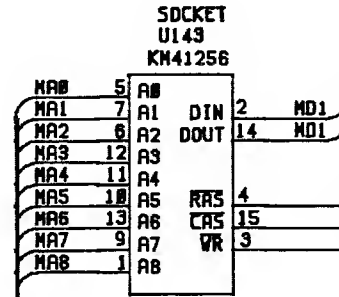 SOCKET
U143
KM41256
MA0 5 A0
MA1 7 A1 DIN 2 MD1
MA2 6 A2 DOUT 14 MD1
MA3 12 A3
MA4 11 A4
MA5 10 A5 RAS 4
MA6 13 A6 CAS 15
MA7 9 A7 WR 3
MA8 1 A8